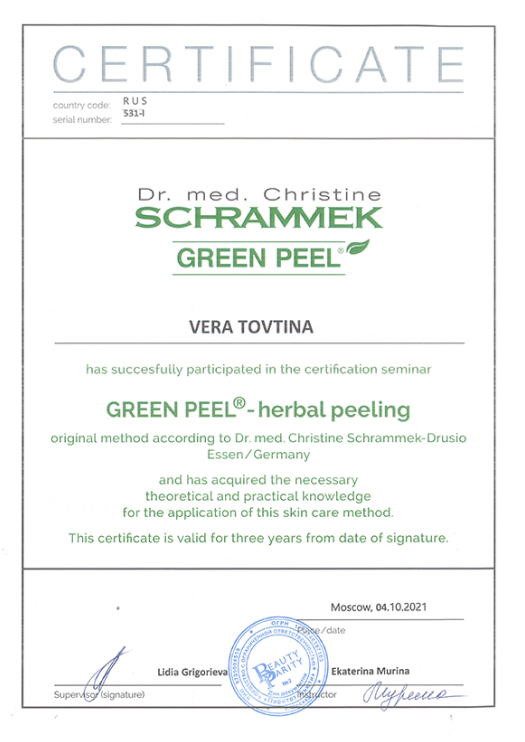 CERTIFICATE
country code: RUS
serial number: 531-I
Dr. med. Christine
SCHRAMMEK
GREEN PEEL®
VERA TOVTINA
has succesfully participated in the certification seminar
GREEN PEEL®- herbal peeling
original method according to Dr. med. Christine Schrammek-Drusio
Essen/Germany
and has acquired the necessary
theoretical and practical knowledge
for the application of this skin care method.
This certificate is valid for three years from date of signature.
Moscow, 04.10.2021
Place/date
Lidia Grigorieva
Supervisor (signature)
BEAUTY
PARITY
№2
Ekaterina Murina
Instructor